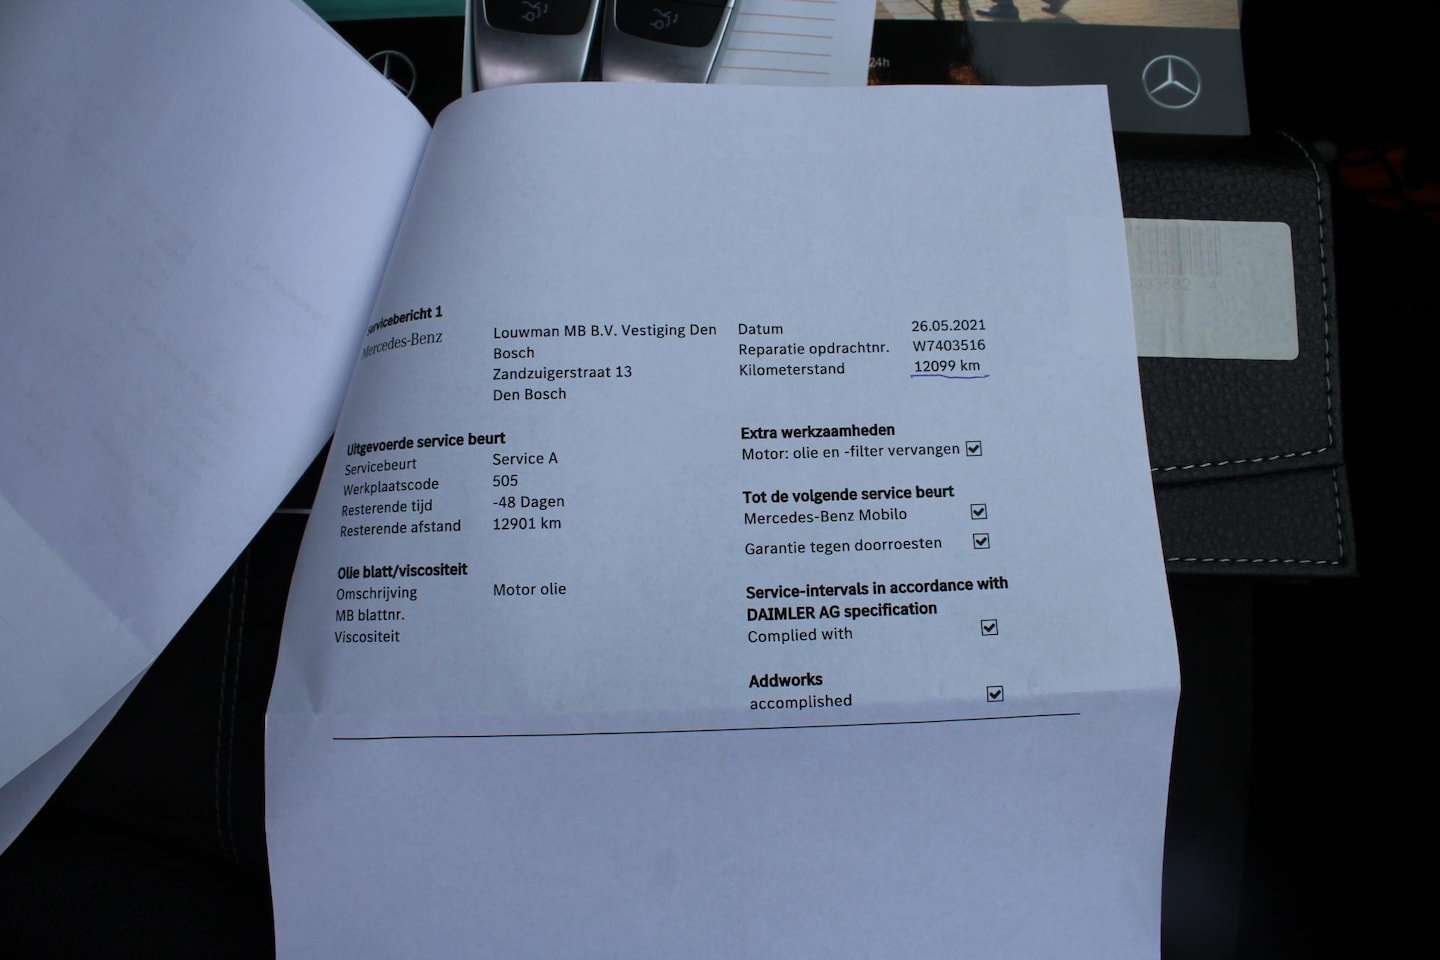 24h
Servicebericht 1
Mercedes-Benz
Louwman MB B.V. Vestiging Den
Bosch
Zandzuigerstraat 13
Den Bosch
Datum 26.05.2021
Reparatie opdrachtnr. W7403516
Kilometerstand 12099 km
Uitgevoerde service beurt
Servicebeurt Service A
Werkplaatscode 505
Resterende tijd -48 Dagen
Resterende afstand 12901 km
Olie blatt/viscositeit
Omschrijving Motor olie
MB blattnr.
Viscositeit
Extra werkzaamheden
Motor: olie en -filter vervangen
Tot de volgende service beurt
Mercedes-Benz Mobilo
Garantie tegen doorroesten
Service-intervals in accordance with
DAIMLER AG specification
Complied with
Addworks
accomplished